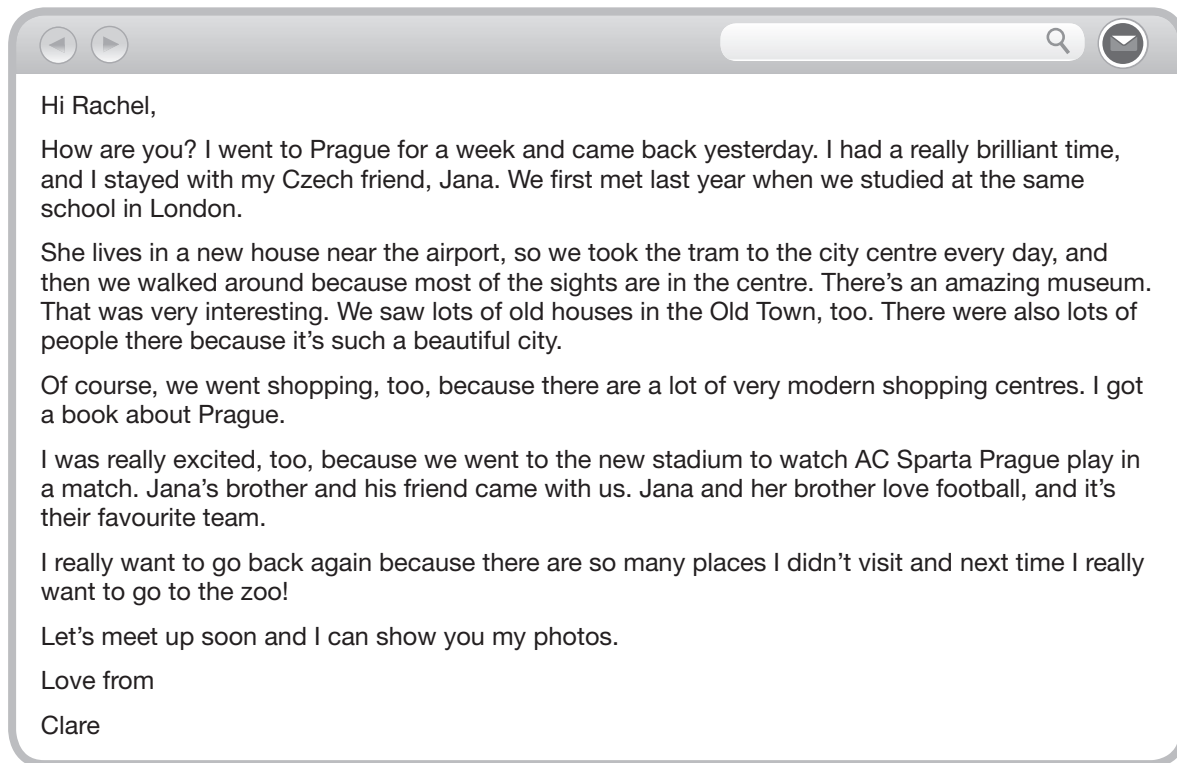 Hi Rachel,
How are you? I went to Prague for a week and came back yesterday. I had a really brilliant time,
and I stayed with my Czech friend, Jana. We first met last year when we studied at the same
school in London.
She lives in a new house near the airport, so we took the tram to the city centre every day, and
then we walked around because most of the sights are in the centre. There’s an amazing museum.
That was very interesting. We saw lots of old houses in the Old Town, too. There were also lots of
people there because it’s such a beautiful city.
Of course, we went shopping, too, because there are a lot of very modern shopping centres. I got
a book about Prague.
I was really excited, too, because we went to the new stadium to watch AC Sparta Prague play in
a match. Jana’s brother and his friend came with us. Jana and her brother love football, and it’s
their favourite team.
I really want to go back again because there are so many places I didn’t visit and next time I really
want to go to the zoo!
Let’s meet up soon and I can show you my photos.
Love from
Clare